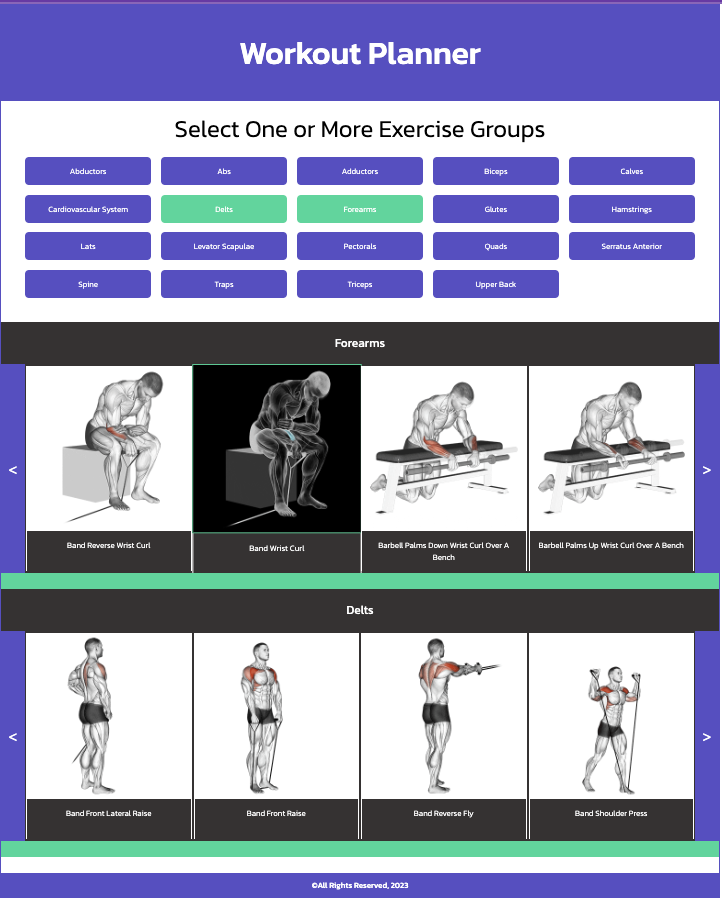 Workout Planner
Select One or More Exercise Groups
Abductors
Abs
Adductors
Biceps
Calves
Cardiovascular System
Delts
Forearms
Glutes
Hamstrings
Lats
Levator Scapulae
Pectorals
Quads
Serratus Anterior
Spine
Traps
Triceps
Upper Back
Forearms
<
>
Band Reverse Wrist Curl
Band Wrist Curl
Barbell Palms Down Wrist Curl Over A
Bench
Barbell Palms Up Wrist Curl Over A Bench
Delts
<
>
Band Front Lateral Raise
Band Front Raise
Band Reverse Fly
Band Shoulder Press
©All Rights Reserved, 2023